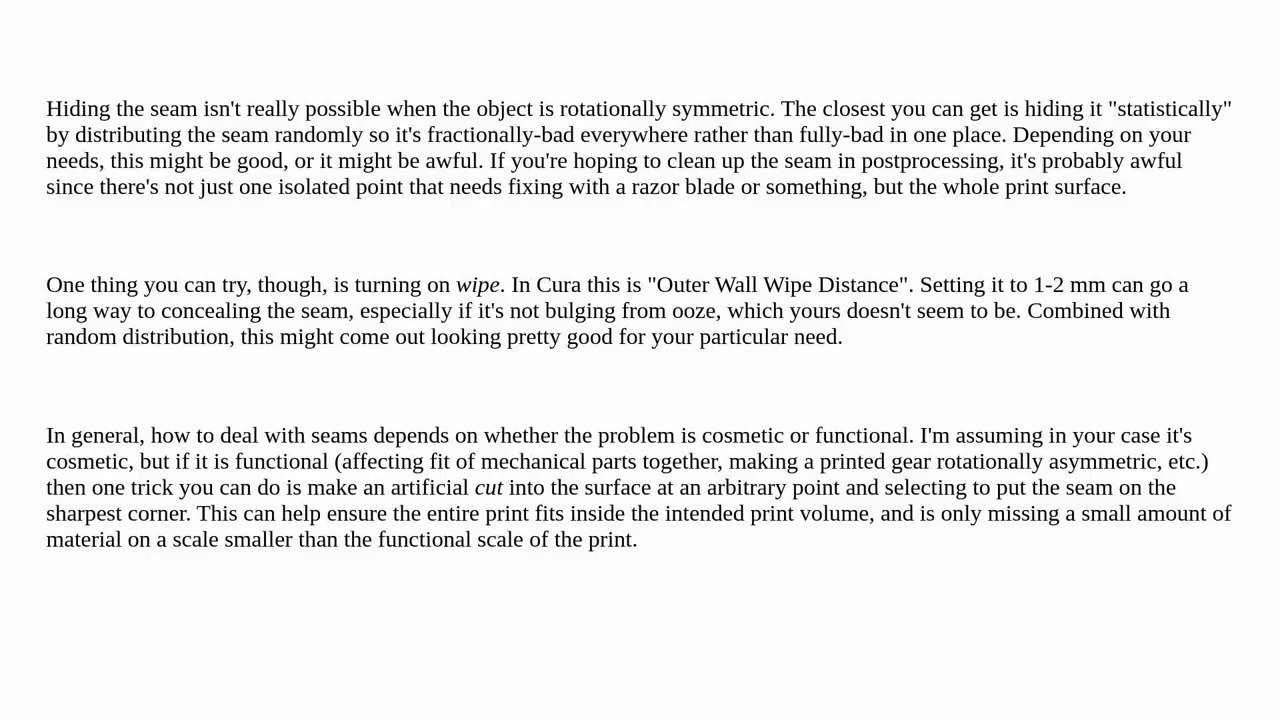 Hiding the seam isn't really possible when the object is rotationally symmetric. The closest you can get is hiding it "statistically"
by distributing the seam randomly so it's fractionally-bad everywhere rather than fully-bad in one place. Depending on your
needs, this might be good, or it might be awful. If you're hoping to clean up the seam in postprocessing, it's probably awful
since there's not just one isolated point that needs fixing with a razor blade or something, but the whole print surface.
One thing you can try, though, is turning on wipe. In Cura this is "Outer Wall Wipe Distance". Setting it to 1-2 mm can go a
long way to concealing the seam, especially if it's not bulging from ooze, which yours doesn't seem to be. Combined with
random distribution, this might come out looking pretty good for your particular need.
In general, how to deal with seams depends on whether the problem is cosmetic or functional. I'm assuming in your case it's
cosmetic, but if it is functional (affecting fit of mechanical parts together, making a printed gear rotationally asymmetric, etc.)
then one trick you can do is make an artificial cut into the surface at an arbitrary point and selecting to put the seam on the
sharpest corner. This can help ensure the entire print fits inside the intended print volume, and is only missing a small amount of
material on a scale smaller than the functional scale of the print.